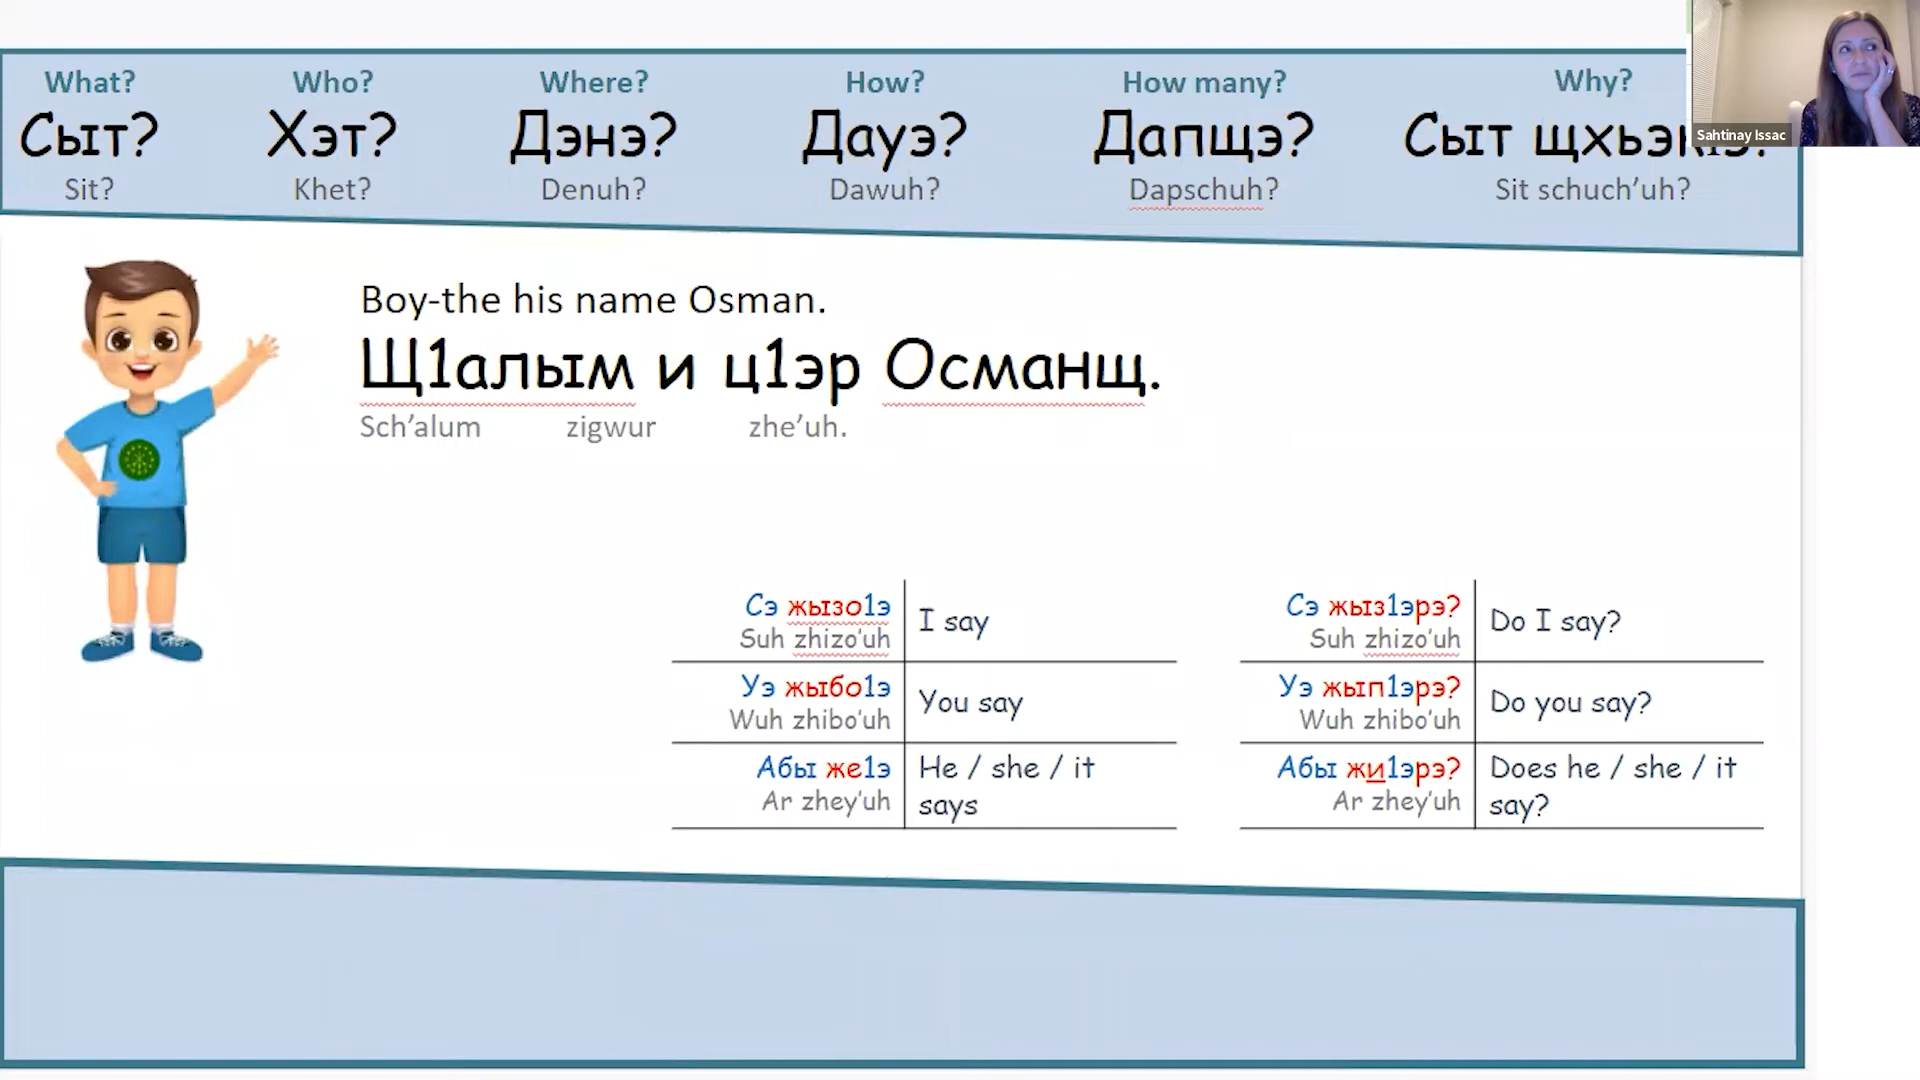 What? Who? Where? How? How many? Why?
Сыт? Хэт? Дэнэ? Дауэ? Дапщэ? Сыт
Sit? Khet? Denuh? Dawuh? Dapschuh? Sit schuch'uh?
Sahtinay Issac
Boy-the his name Osman.
Щ1алым и ц1эр Османщ.
Sch'alum zigwur zhe'uh.
Сэ жызо1э I say
Suh zhizo'uh
Уэ жыбо1э You say
Wuh zhibo'uh
Абы же1э He / she / it
Ar zhey'uh says
Сэ жыз1эрэ? Do I say?
Suh zhizo'uh
Уэ жып1эрэ? Do you say?
Wuh zhibo'uh
Абы жи1эрэ? Does he / she / it
Ar zhey'uh say?